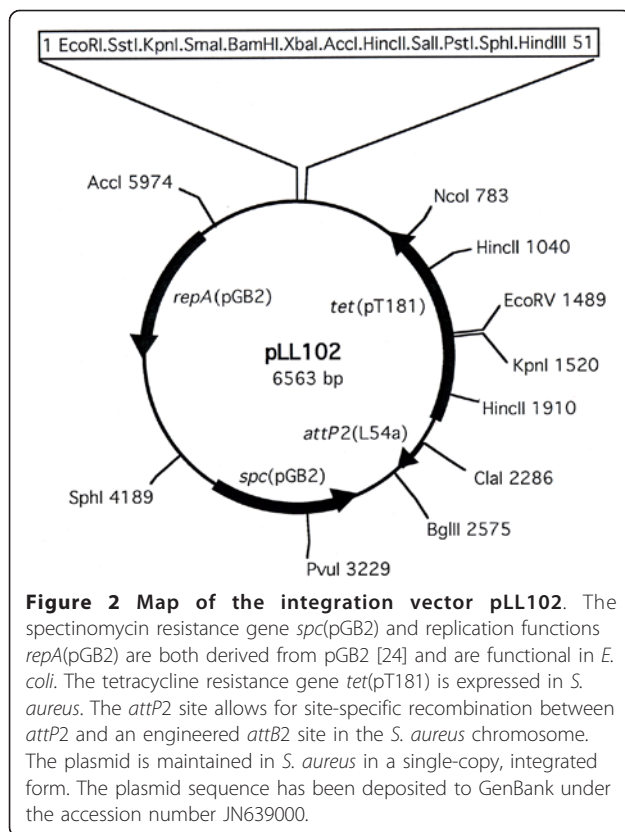 1 EcoRI.SstI.KpnI.SmaI.BamHI.XbaI.AccI.HincII.SalI.PstI.SphI.HindIII 51
AccI 5974
NcoI 783
HincII 1040
repA(pGB2)
tet(pT181)
EcoRV 1489
pLL102
6563 bp
KpnI 1520
HincII 1910
attP2(L54a)
ClaI 2286
spc(pGB2)
SphI 4189
BglII 2575
PvuI 3229
Figure 2 Map of the integration vector pLL102. The
spectinomycin resistance gene spc(pGB2) and replication functions
repA(pGB2) are both derived from pGB2 [24] and are functional in E.
coli. The tetracycline resistance gene tet(pT181) is expressed in S.
aureus. The attP2 site allows for site-specific recombination between
attP2 and an engineered attB2 site in the S. aureus chromosome.
The plasmid is maintained in S. aureus in a single-copy, integrated
form. The plasmid sequence has been deposited to GenBank under
the accession number JN639000.